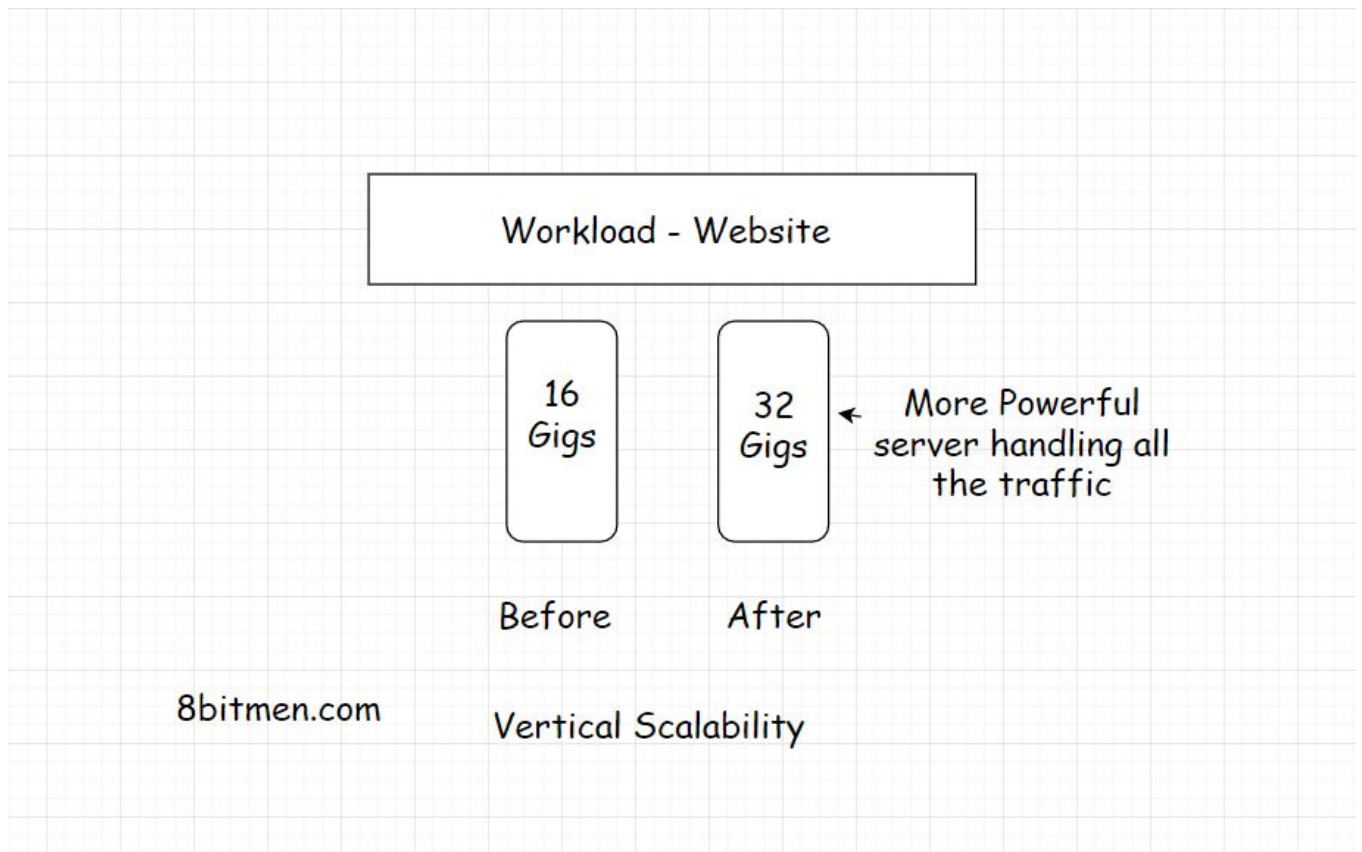 Workload - Website
16
Gigs
32
Gigs
More Powerful
server handling all
the traffic
Before
After
8bitmen.com
Vertical Scalability